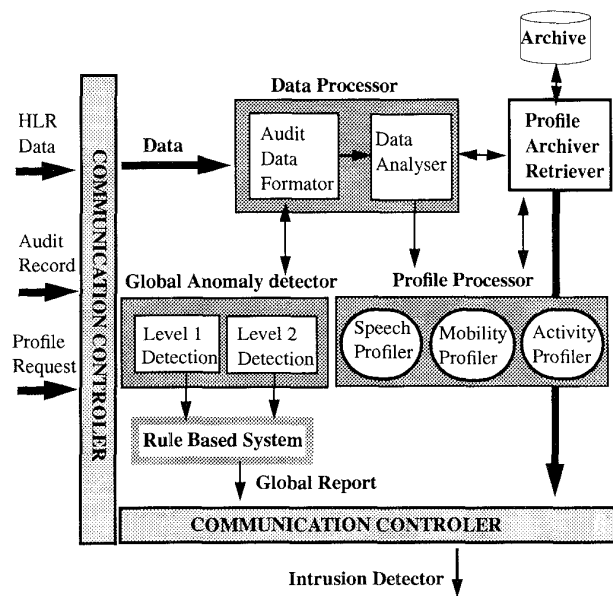 Archive
Data Processor
HLR
Data
Data
Audit
Data
Formator
Data
Analyser
Profile
Archiver
Retriever
COMMUNICATION CONTROLER
Audit
Record
Global Anomaly detector
Profile Processor
Profile
Request
Level 1
Detection
Level 2
Detection
Speech
Profiler
Mobility
Profiler
Activity
Profiler
Rule Based System
Global Report
COMMUNICATION CONTROLER
Intrusion Detector